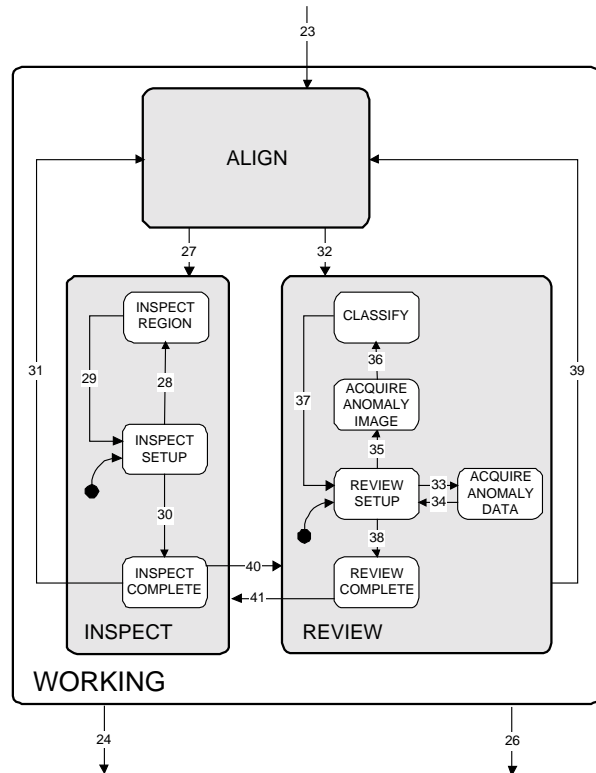 23
ALIGN
27
32
INSPECT
REGION
CLASSIFY
31
29
28
37
36
39
ACQUIRE
ANOMALY
IMAGE
INSPECT
SETUP
35
REVIEW
SETUP
33
34
ACQUIRE
ANOMALY
DATA
30
38
INSPECT
COMPLETE
40
41
REVIEW
COMPLETE
INSPECT
REVIEW
WORKING
24
26